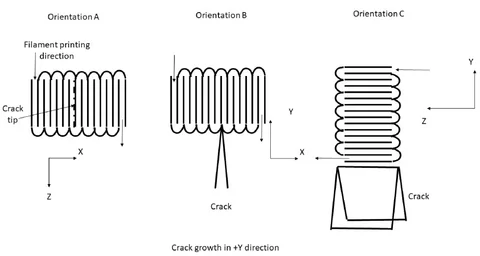 Orientation A
Orientation B
Orientation C
Filament printing
direction
Crack
tip
X
Z
Y
X
Crack
Y
Z
Crack
Crack growth in +Y direction